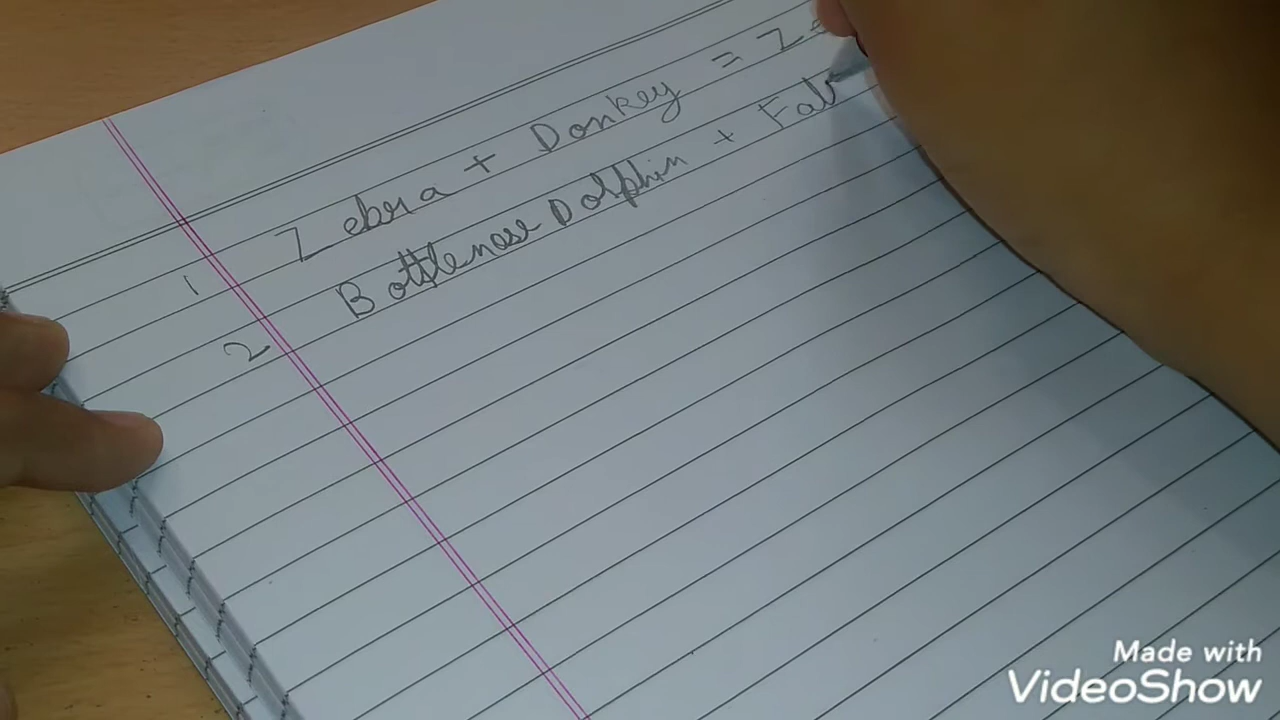 1 Zebra + Donkey = Z
2 Bottlenose Dolphin + Fal
Made with
VideoShow